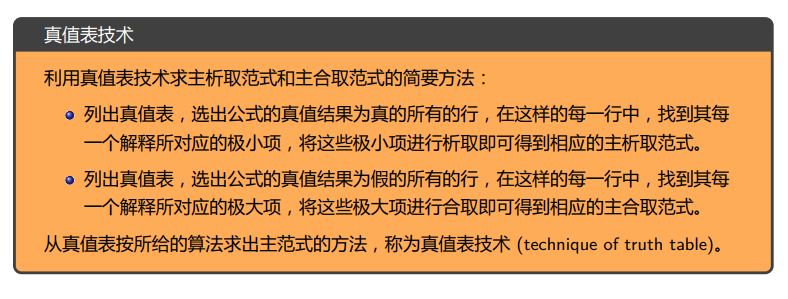 真值表技术
利用真值表技术求主析取范式和主合取范式的简要方法：
列出真值表，选出公式的真值结果为真的所有的行，在这样的每一行中，找到其每
一个解释所对应的极小项，将这些极小项进行析取即可得到相应的主析取范式。
列出真值表，选出公式的真值结果为假的所有的行，在这样的每一行中，找到其每
一个解释所对应的极大项，将这些极大项进行合取即可得到相应的主合取范式。
从真值表按所给的算法求出主范式的方法，称为真值表技术 (technique of truth table)。